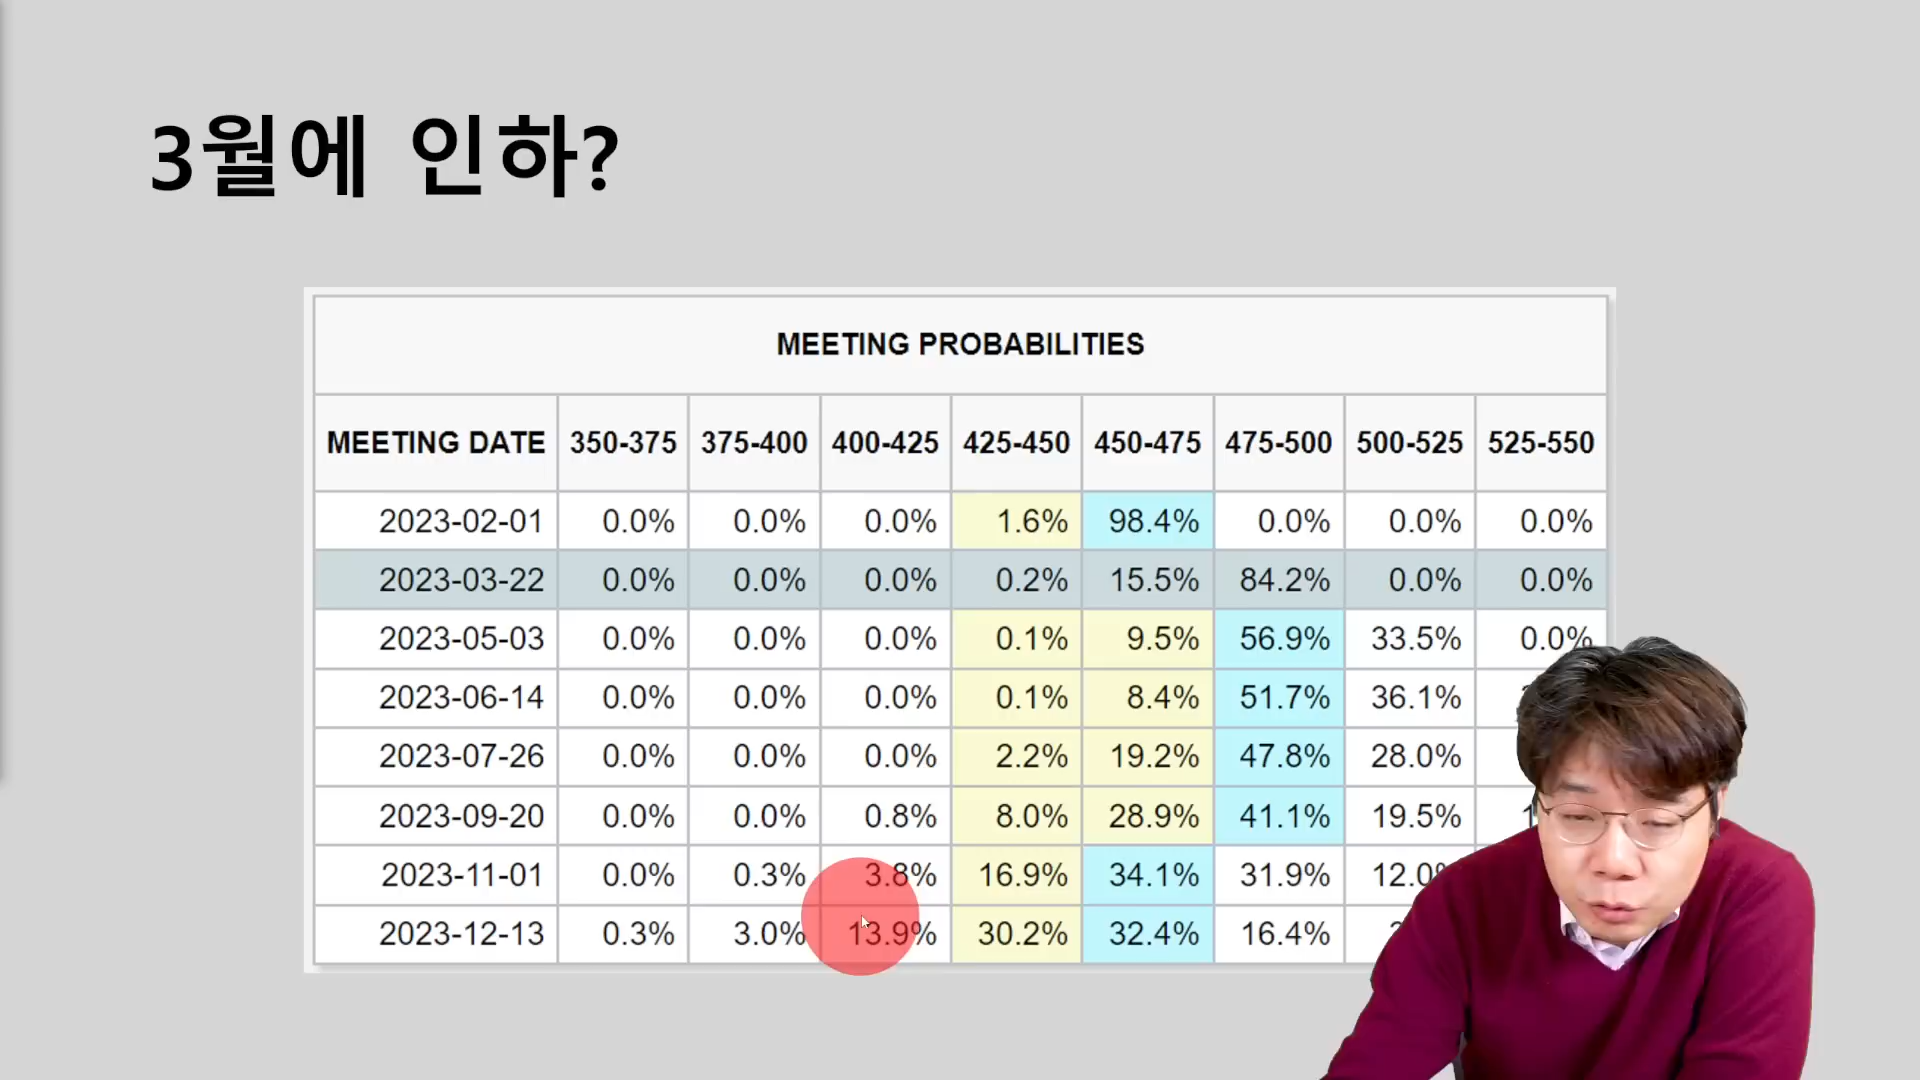 3월에 인하?
MEETING PROBABILITIES
MEETING DATE 350-375 375-400 400-425 425-450 450-475 475-500 500-525 525-550
2023-02-01 0.0% 0.0% 0.0% 1.6% 98.4% 0.0% 0.0% 0.0%
2023-03-22 0.0% 0.0% 0.0% 0.2% 15.5% 84.2% 0.0% 0.0%
2023-05-03 0.0% 0.0% 0.0% 0.1% 9.5% 56.9% 33.5% 0.0%
2023-06-14 0.0% 0.0% 0.0% 0.1% 8.4% 51.7% 36.1%
2023-07-26 0.0% 0.0% 0.0% 2.2% 19.2% 47.8% 28.0%
2023-09-20 0.0% 0.0% 0.8% 8.0% 28.9% 41.1% 19.5%
2023-11-01 0.0% 0.3% 3.8% 16.9% 34.1% 31.9% 12.0%
2023-12-13 0.3% 3.0% 13.9% 30.2% 32.4% 16.4%